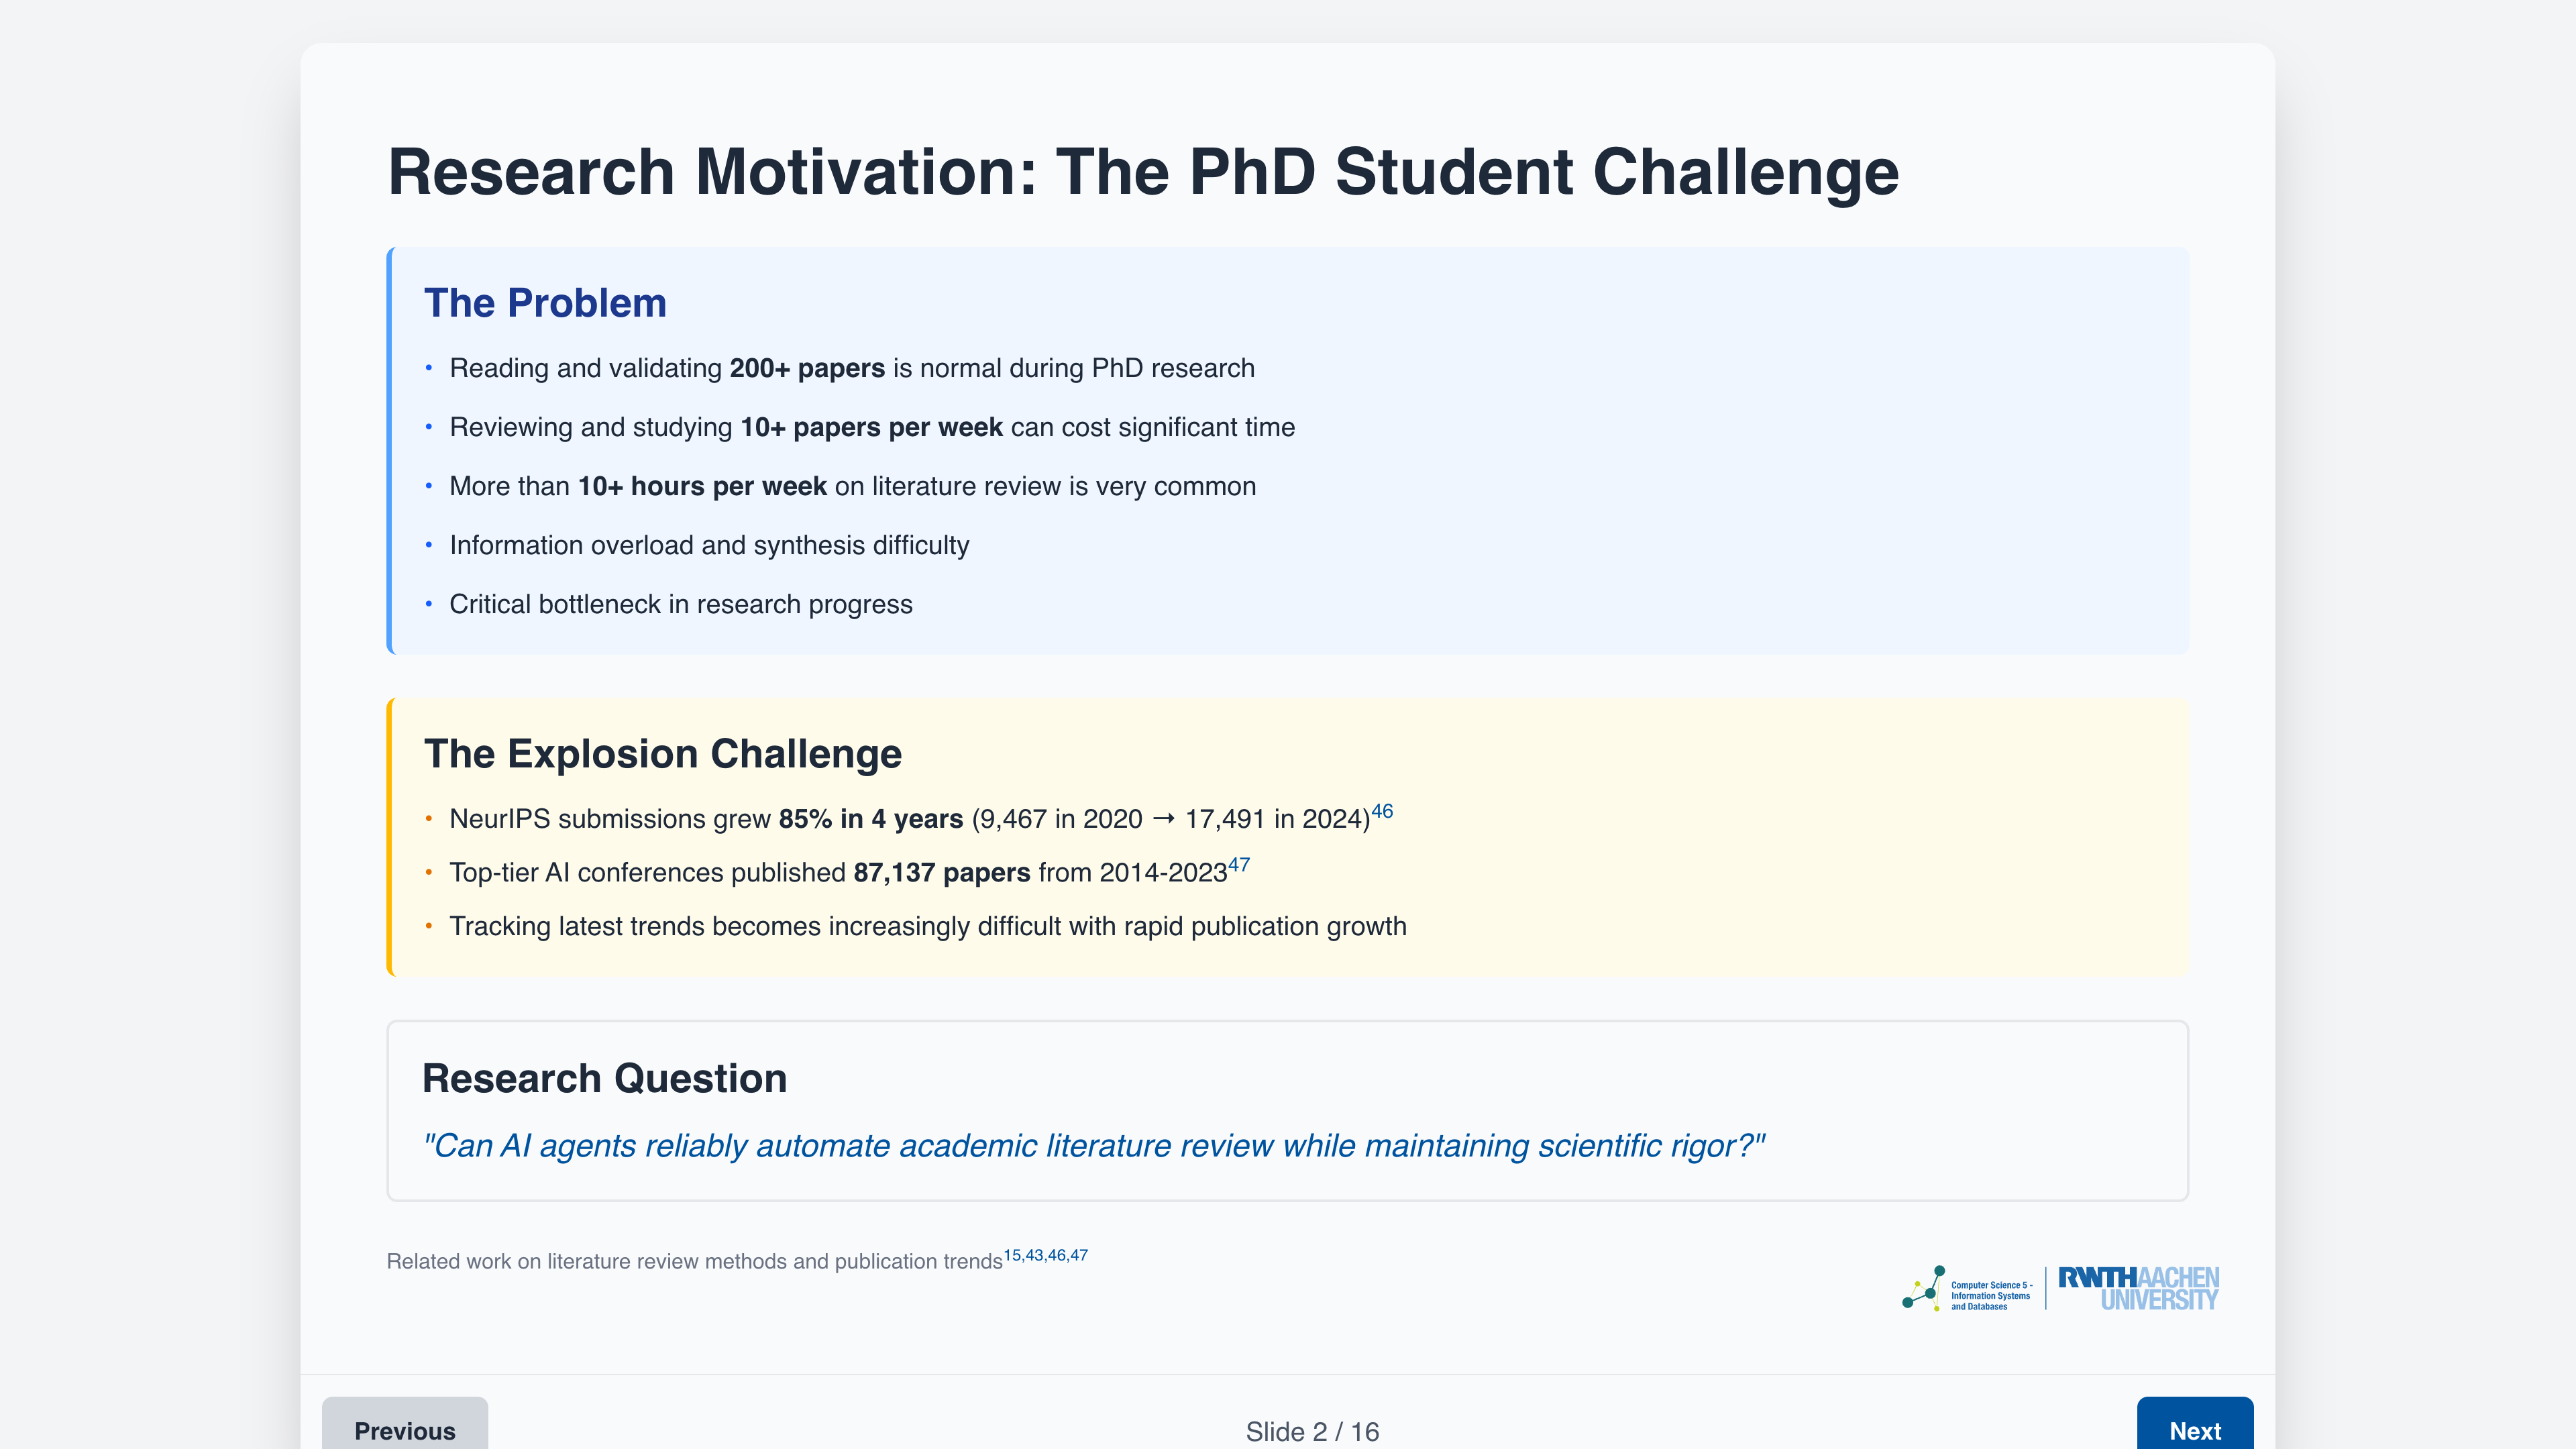 Research Motivation: The PhD Student Challenge
The Problem
• Reading and validating 200+ papers is normal during PhD research
• Reviewing and studying 10+ papers per week can cost significant time
• More than 10+ hours per week on literature review is very common
• Information overload and synthesis difficulty
• Critical bottleneck in research progress
The Explosion Challenge
• NeurIPS submissions grew 85% in 4 years (9,467 in 2020 → 17,491 in 2024)46
• Top-tier AI conferences published 87,137 papers from 2014-202347
• Tracking latest trends becomes increasingly difficult with rapid publication growth
Research Question
"Can AI agents reliably automate academic literature review while maintaining scientific rigor?"
Related work on literature review methods and publication trends15,43,46,47
Computer Science 5 -
Information Systems
and Databases
RWTHAACHEN
UNIVERSITY
Previous
Slide 2 / 16
Next